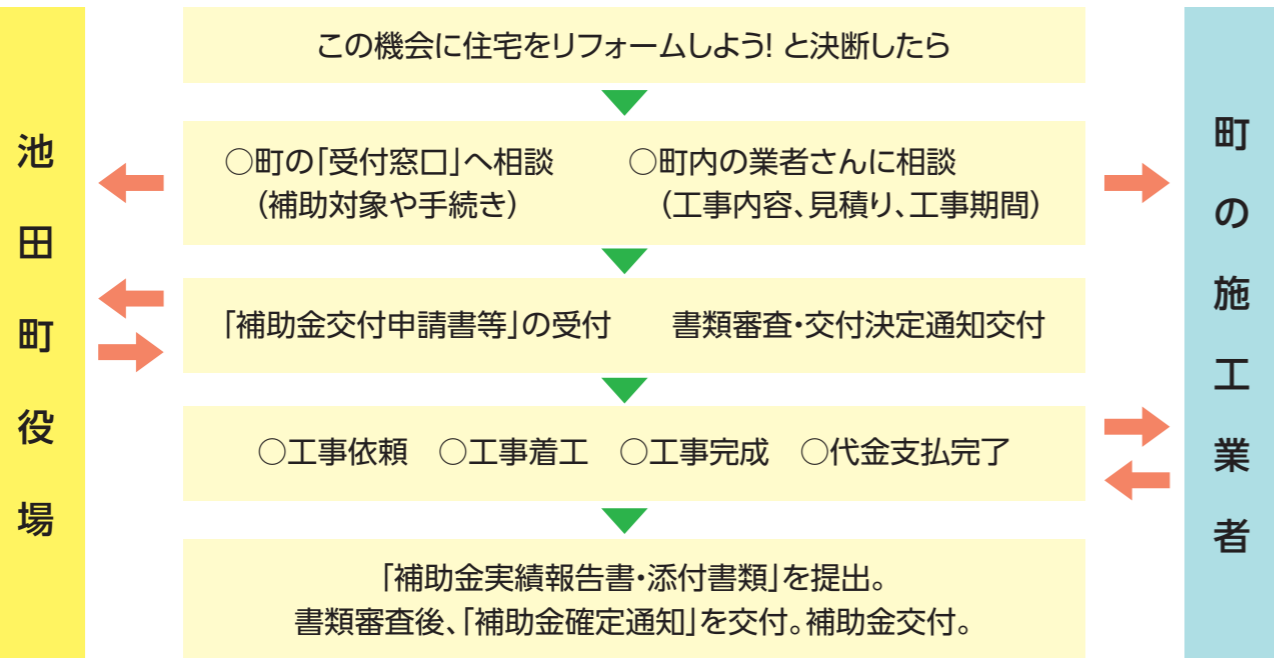 池田町役場
この機会に住宅をリフォームしよう! と決断したら
○町の「受付窓口」へ相談
(補助対象や手続き)
○町内の業者さんに相談
(工事内容、見積り、工事期間)
「補助金交付申請書等」の受付 書類審査・交付決定通知交付
○工事依頼 ○工事着工 ○工事完成 ○代金支払完了
「補助金実績報告書・添付書類」を提出。
書類審査後、「補助金確定通知」を交付。補助金交付。
町の施工業者